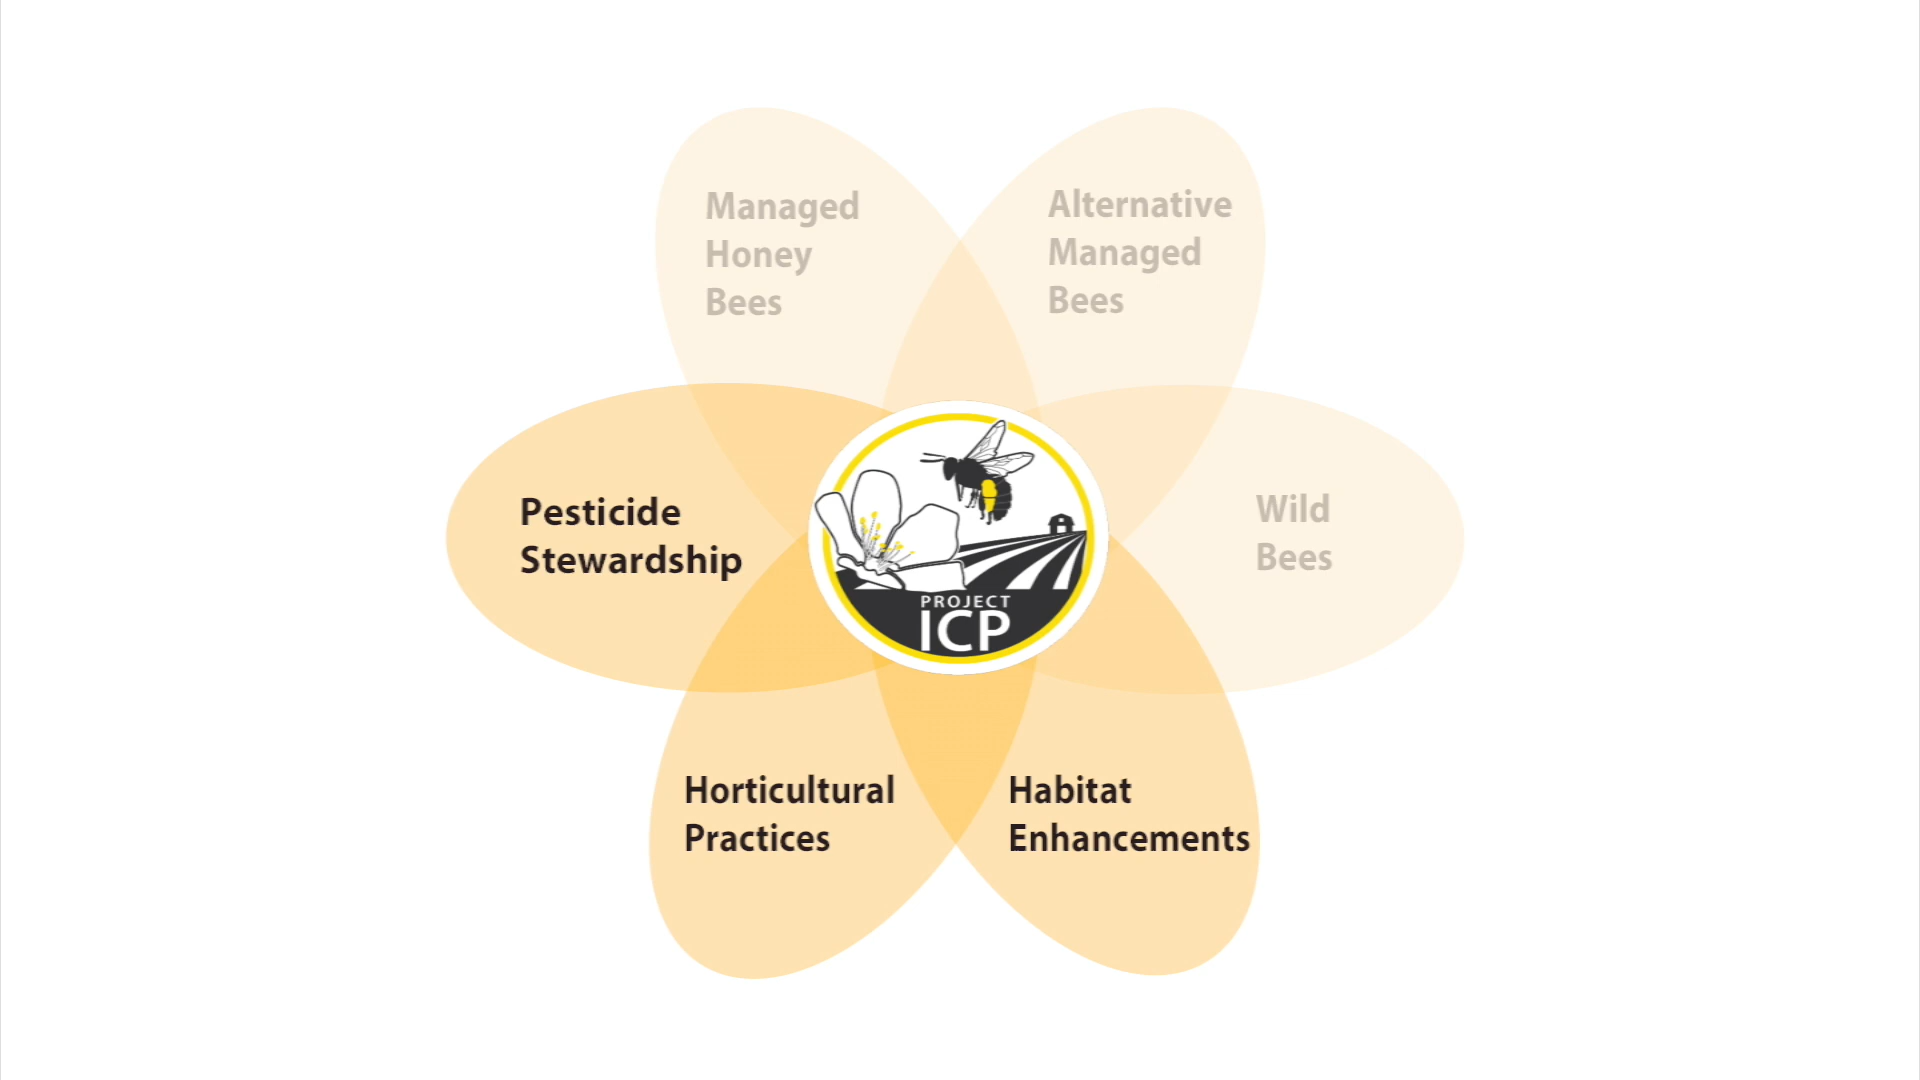 Managed
Honey
Bees
Alternative
Managed
Bees
Pesticide
Stewardship
Wild
Bees
PROJECT
ICP
Horticultural
Practices
Habitat
Enhancements